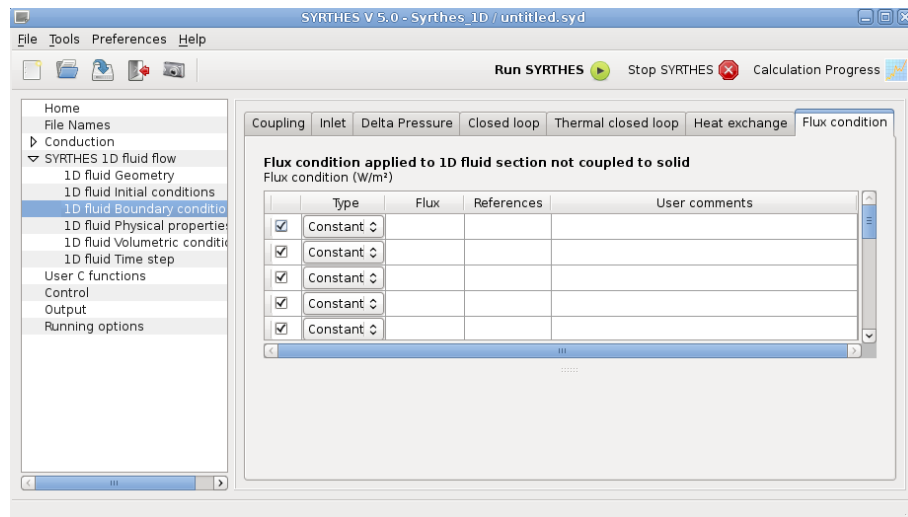 SYRTHES V 5.0 - Syrthes_1D / untitled.syd
File Tools Preferences Help
Run SYRTHES Stop SYRTHES Calculation Progress
Home
File Names
Conduction
SYRTHES 1D fluid flow
1D fluid Geometry
1D fluid Initial conditions
1D fluid Boundary conditio
1D fluid Physical propertie
1D fluid Volumetric conditi
1D fluid Time step
User C functions
Control
Output
Running options
Coupling Inlet Delta Pressure Closed loop Thermal closed loop Heat exchange Flux condition
Flux condition applied to 1D fluid section not coupled to solid
Flux condition (W/m²)
Type Flux References User comments
Constant
Constant
Constant
Constant
Constant